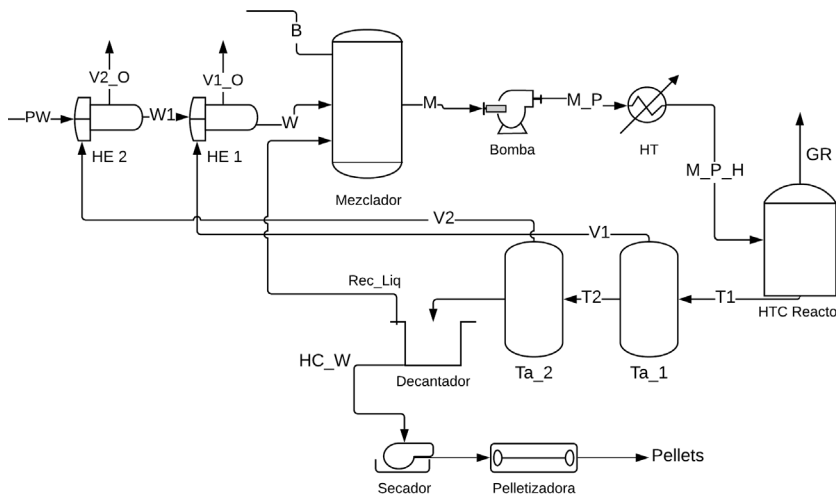 B
V2_O
V1_O
PW
W1
W
M
M_P
HE 2
HE 1
Bomba
HT
GR
M_P_H
Mezclador
V2
V1
Rec_Liq
T2
T1
HTC Reacto
HC_W
Decantador
Ta_2
Ta_1
Pellets
Secador
Pelletizadora